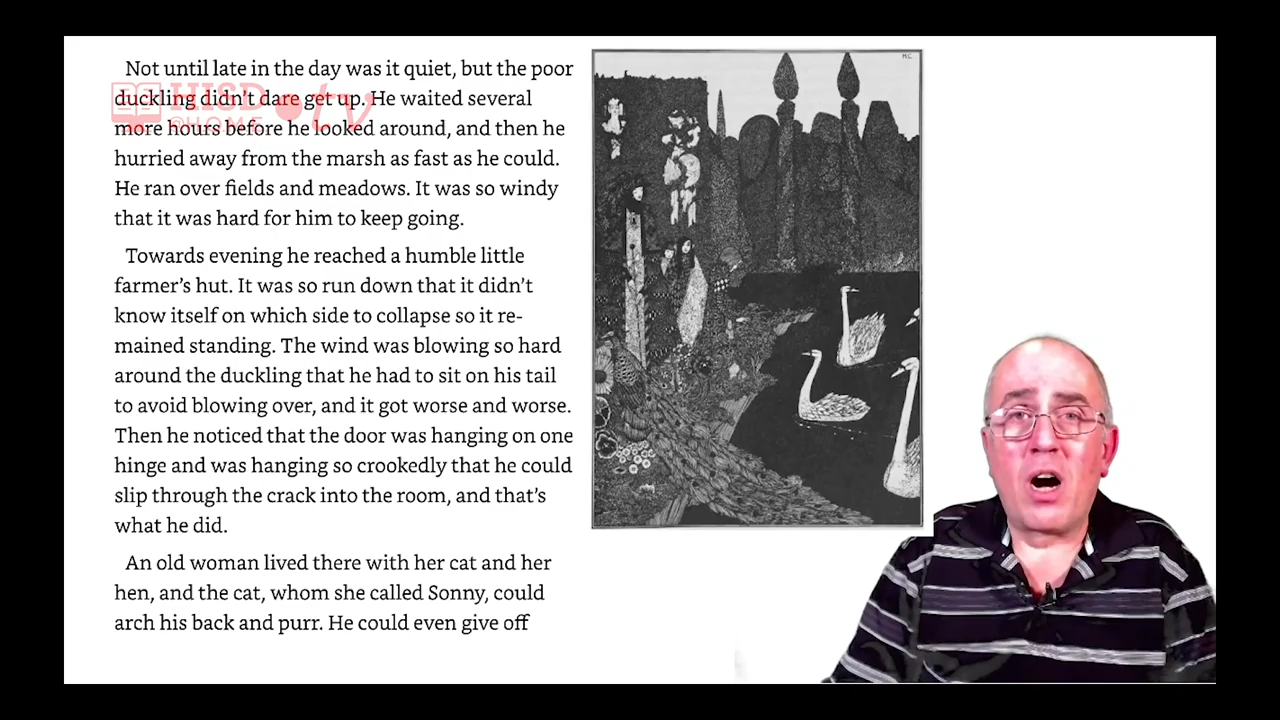 Not until late in the day was it quiet, but the poor
duckling didn't dare get up. He waited several
more hours before he looked around, and then he
hurried away from the marsh as fast as he could.
He ran over fields and meadows. It was so windy
that it was hard for him to keep going.
Towards evening he reached a humble little
farmer's hut. It was so run down that it didn't
know itself on which side to collapse so it re-
mained standing. The wind was blowing so hard
around the duckling that he had to sit on his tail
to avoid blowing over, and it got worse and worse.
Then he noticed that the door was hanging on one
hinge and was hanging so crookedly that he could
slip through the crack into the room, and that's
what he did.
An old woman lived there with her cat and her
hen, and the cat, whom she called Sonny, could
arch his back and purr. He could even give off
HISD
@HOME
.tv
H.C.